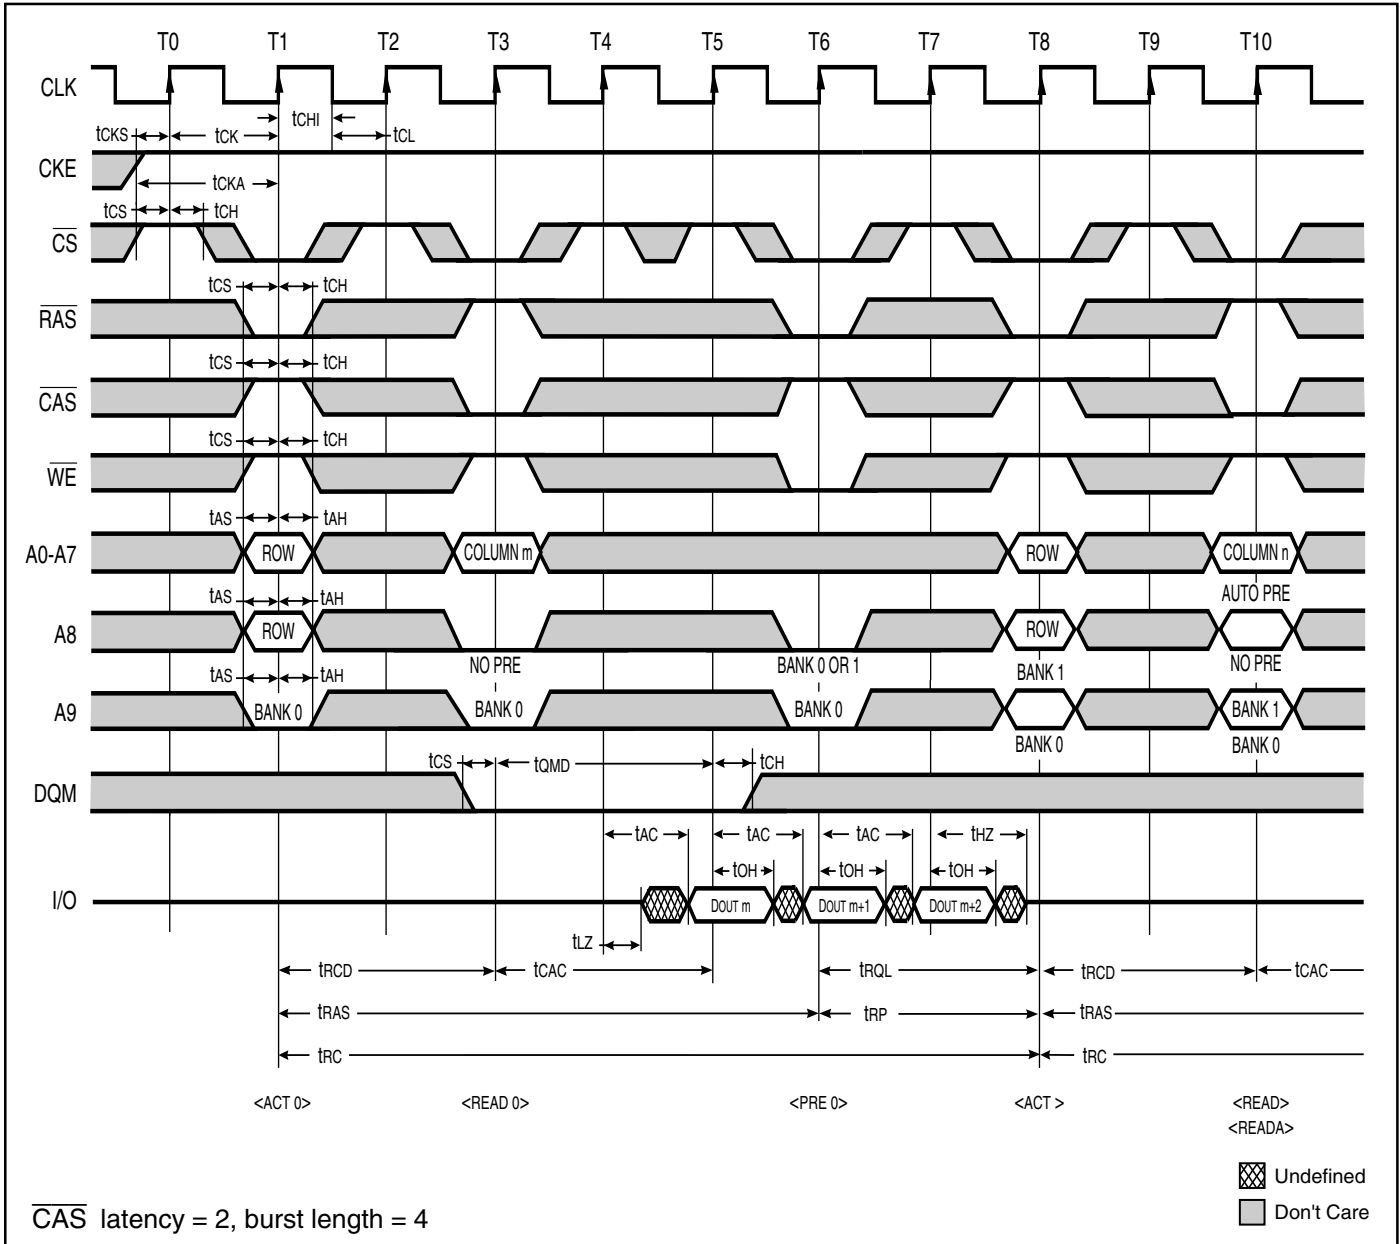 T0 T1 T2 T3 T4 T5 T6 T7 T8 T9 T10
CLK
tCHI
tCKS tCK tCL
CKE
tCKA
tCS tCH
CS
tCS tCH
RAS
tCS tCH
CAS
tCS tCH
WE
tAS tAH
A0-A7 ROW COLUMN m ROW COLUMN n
tAS tAH AUTO PRE
A8 ROW ROW
NO PRE BANK 0 OR 1 BANK 1 NO PRE
tAS tAH
A9 BANK 0 BANK 0 BANK 0 BANK 1
BANK 0 BANK 0
tCS tQMD tCH
DQM
tAC tAC tAC tHZ
tOH tOH tOH
I/O DOUT m DOUT m+1 DOUT m+2
tLZ
tRCD tCAC tRQL tRCD tCAC
tRAS tRP tRAS
tRC tRC
<ACT 0> <READ 0> <PRE 0> <ACT > <READ>
<READA>
Undefined
Don't Care
CAS latency = 2, burst length = 4